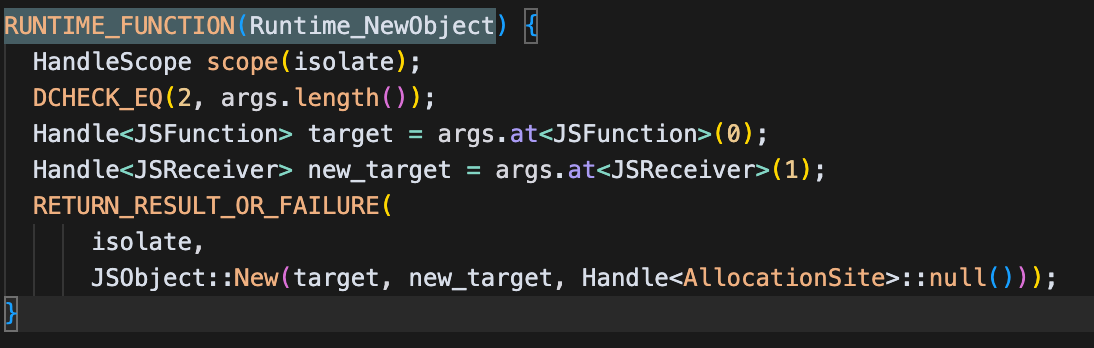 RUNTIME_FUNCTION(Runtime_NewObject) {
  HandleScope scope(isolate);
  DCHECK_EQ(2, args.length());
  Handle<JSFunction> target = args.at<JSFunction>(0);
  Handle<JSReceiver> new_target = args.at<JSReceiver>(1);
  RETURN_RESULT_OR_FAILURE(
      isolate,
      JSObject::New(target, new_target, Handle<AllocationSite>::null()));
}